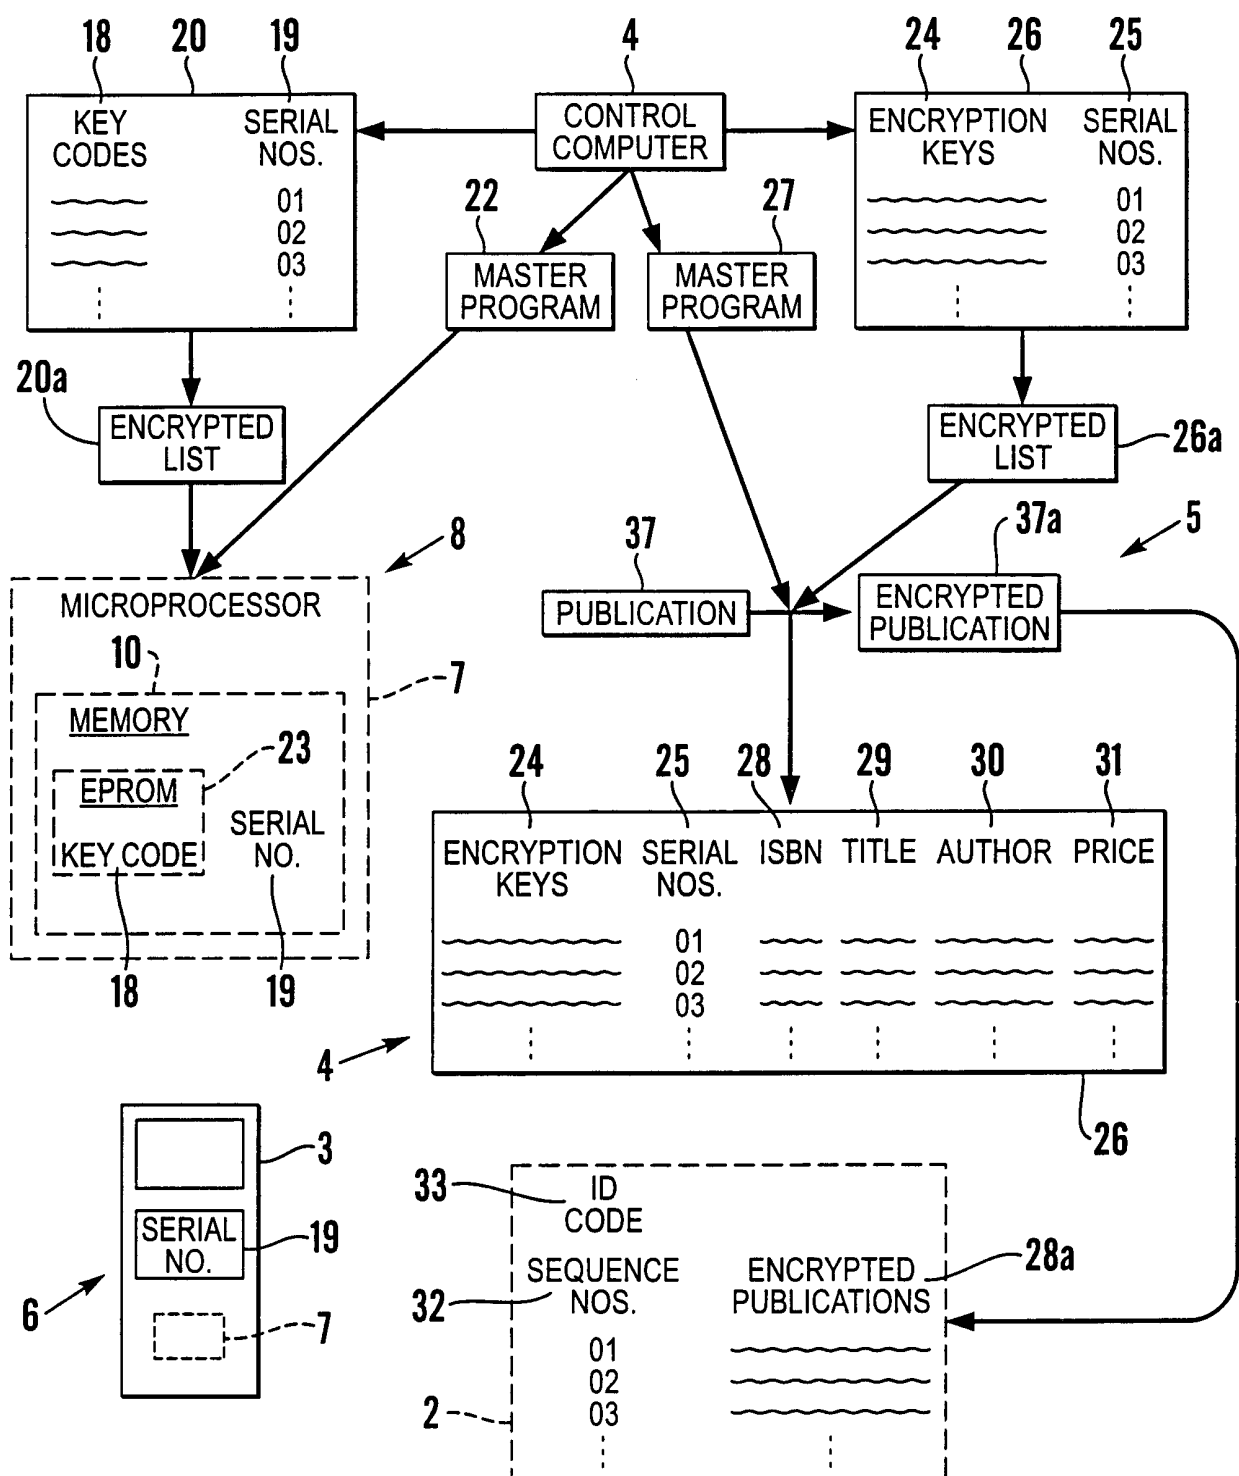 18 20 19 4 24 26 25
KEY CODES
SERIAL NOS.
01
02
03
CONTROL COMPUTER
ENCRYPTION KEYS
SERIAL NOS.
01
02
03
22
MASTER PROGRAM
27
MASTER PROGRAM
20a
ENCRYPTED LIST
ENCRYPTED LIST
26a
8
37
PUBLICATION
37a
ENCRYPTED PUBLICATION
5
MICROPROCESSOR
10
7
MEMORY
23
EPROM
KEY CODE
SERIAL NO.
18
19
24 25 28 29 30 31
ENCRYPTION KEYS
SERIAL NOS.
ISBN
TITLE
AUTHOR
PRICE
01
02
03
4
26
3
SERIAL NO.
19
6
7
33
ID CODE
SEQUENCE NOS.
32
ENCRYPTED PUBLICATIONS
28a
01
02
03
2